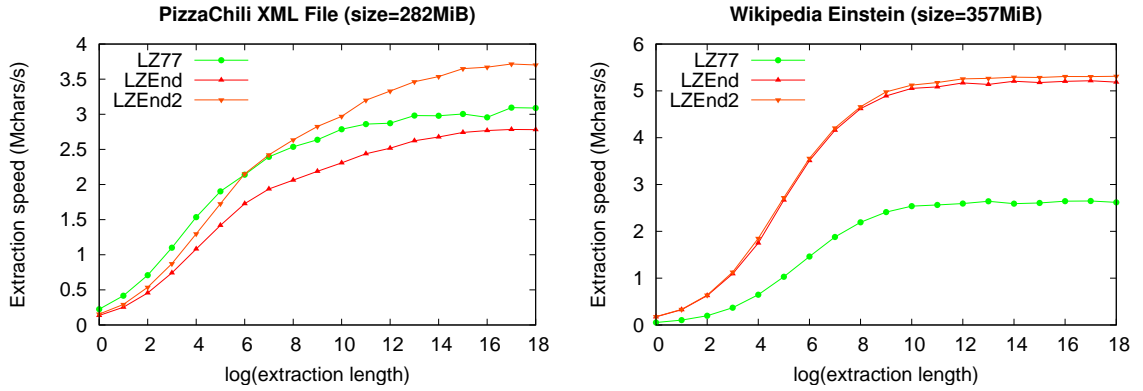 PizzaChili XML File (size=282MiB)
LZ77
LZEnd
LZEnd2
Extraction speed (Mchars/s)
4
3.5
3
2.5
2
1.5
1
0.5
0
0 2 4 6 8 10 12 14 16 18
log(extraction length)
Wikipedia Einstein (size=357MiB)
LZ77
LZEnd
LZEnd2
Extraction speed (Mchars/s)
6
5
4
3
2
1
0
0 2 4 6 8 10 12 14 16 18
log(extraction length)